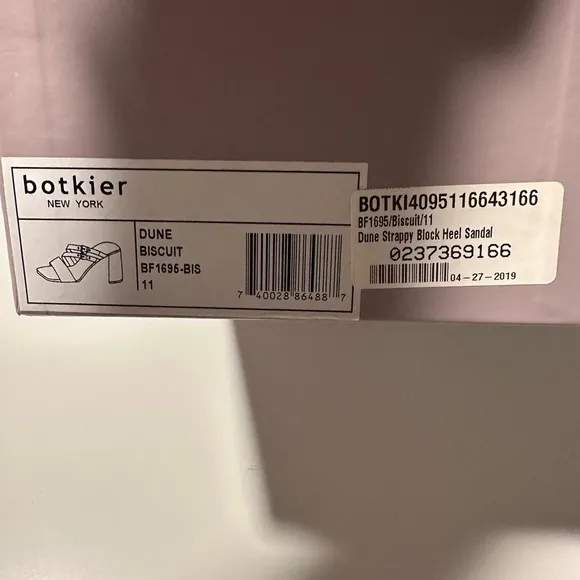 botkier
NEW YORK
DUNE
BISCUIT
BF1695-BIS
11
7 40028 86488 7
BOTKI4095116643166
BF1695/Biscuit/11
Dune Strappy Block Heel Sandal
0237369166
04-27-2019